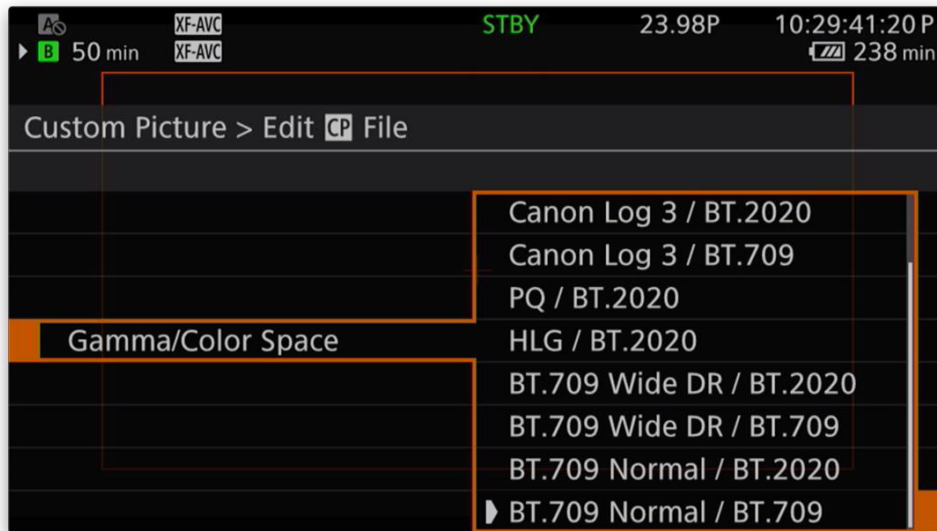 A XF-AVC STBY 23.98P 10:29:41:20 P
B 50 min XF-AVC 238 min
Custom Picture > Edit CP File
Canon Log 3 / BT.2020
Canon Log 3 / BT.709
PQ / BT.2020
Gamma/Color Space HLG / BT.2020
BT.709 Wide DR / BT.2020
BT.709 Wide DR / BT.709
BT.709 Normal / BT.2020
BT.709 Normal / BT.709